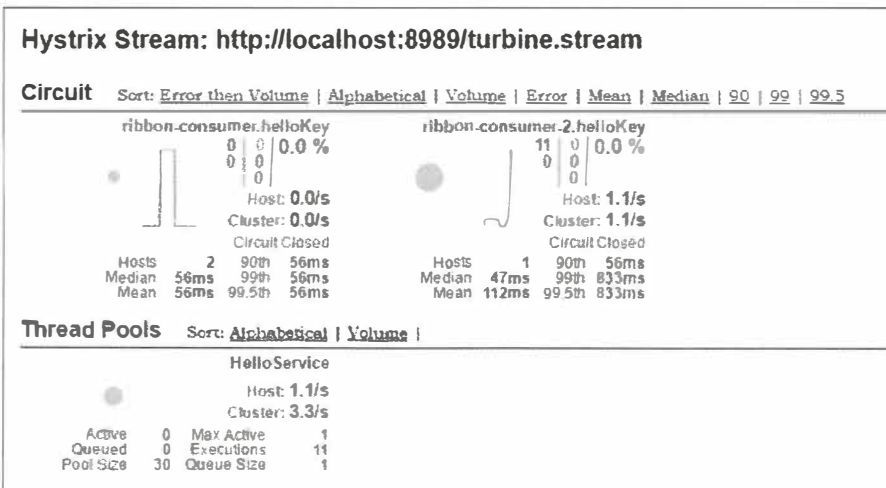 Hystrix Stream: http://localhost:8989/turbine.stream
Circuit Sort: Error then Volume | Alphabetical | Volume | Error | Mean | Median | 90 | 99 | 99.5
ribbon-consumer.helloKey
0 | 0 | 0.0 %
0 | 0
0
Host: 0.0/s
Cluster: 0.0/s
Circuit Closed
Hosts 2 90th 56ms
Median 56ms 99th 56ms
Mean 56ms 99.5th 56ms
ribbon-consumer-2.helloKey
11 | 0 | 0.0 %
0 | 0
0
Host: 1.1/s
Cluster: 1.1/s
Circuit Closed
Hosts 1 90th 56ms
Median 47ms 99th 833ms
Mean 112ms 99.5th 833ms
Thread Pools Sort: Alphabetical | Volume |
HelloService
Host: 1.1/s
Cluster: 3.3/s
Active 0 Max Active 1
Queued 0 Executions 11
Pool Size 30 Queue Size 1